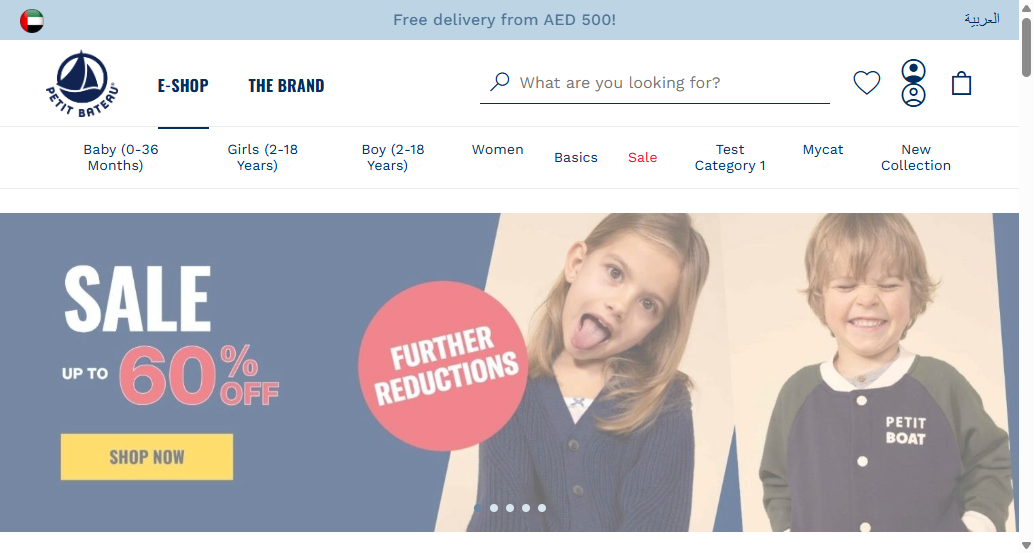 Free delivery from AED 500!
العربية
PETIT BATEAU
E-SHOP
THE BRAND
What are you looking for?
Baby (0-36
Months)
Girls (2-18
Years)
Boy (2-18
Years)
Women
Basics
Sale
Test
Category 1
Mycat
New
Collection
SALE
UP TO 60% OFF
SHOP NOW
FURTHER
REDUCTIONS
PETIT
BOAT